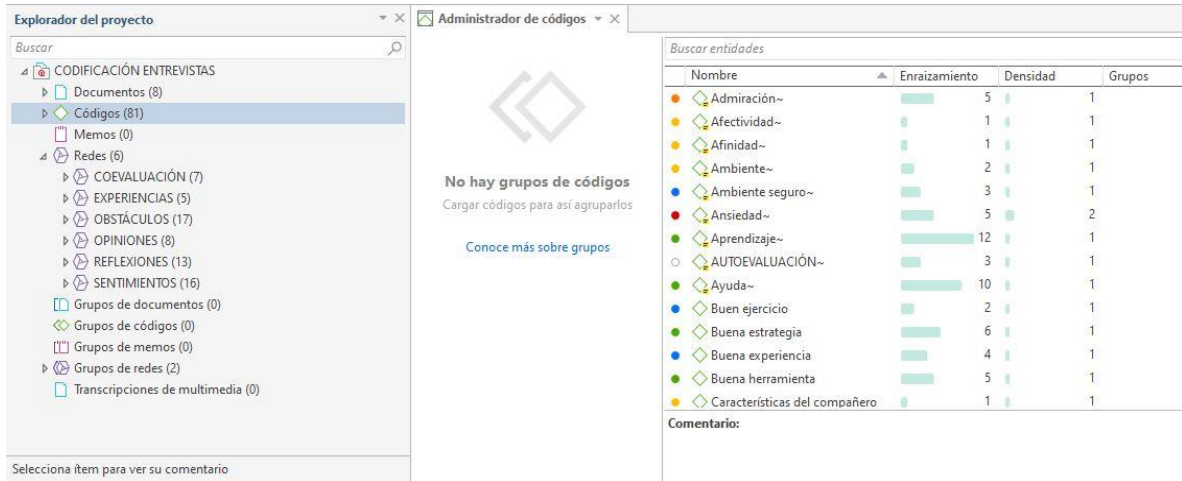 Explorador del proyecto
Buscar
CODIFICACIÓN ENTREVISTAS
Documentos (8)
Códigos (81)
Memos (0)
Redes (6)
COEVALUACIÓN (7)
EXPERIENCIAS (5)
OBSTÁCULOS (17)
OPINIONES (8)
REFLEXIONES (13)
SENTIMIENTOS (16)
Grupos de documentos (0)
Grupos de códigos (0)
Grupos de memos (0)
Grupos de redes (2)
Transcripciones de multimedia (0)
Selecciona ítem para ver su comentario
Administrador de códigos
No hay grupos de códigos
Cargar códigos para así agruparlos
Conoce más sobre grupos
Buscar entidades
Nombre Enraizamiento Densidad Grupos
Admiración~ 5 1
Afectividad~ 1 1
Afinidad~ 1 1
Ambiente~ 2 1
Ambiente seguro~ 3 1
Ansiedad~ 5 2
Aprendizaje~ 12 1
AUTOEVALUACIÓN~ 3 1
Ayuda~ 10 1
Buen ejercicio 2 1
Buena estrategia 6 1
Buena experiencia 4 1
Buena herramienta 5 1
Características del compañero 1 1
Comentario: